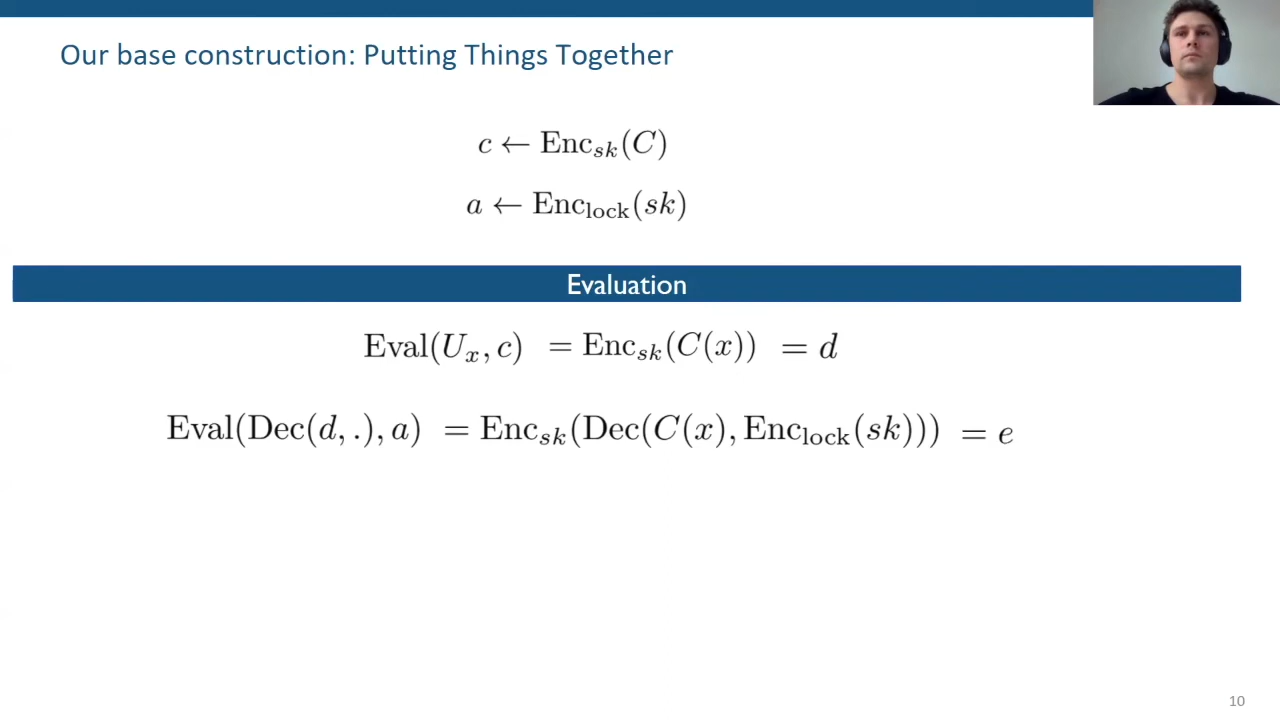 Our base construction: Putting Things Together
c ← Enc_sk(C)
a ← Enc_lock(sk)
Evaluation
Eval(U_x, c) = Enc_sk(C(x)) = d
Eval(Dec(d, .), a) = Enc_sk(Dec(C(x), Enc_lock(sk))) = e
10